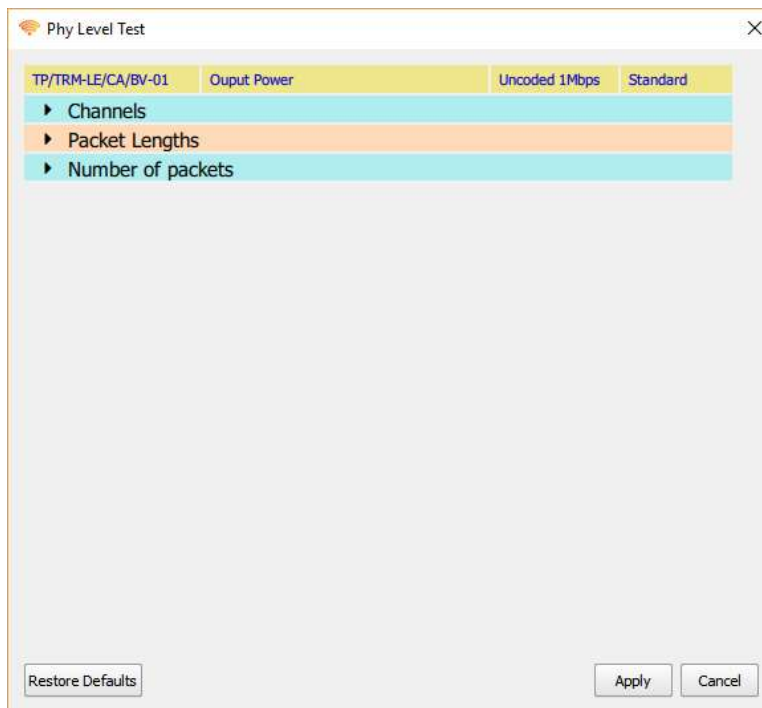 Phy Level Test
TP/TRM-LE/CA/BV-01 Ouput Power Uncoded 1Mbps Standard
Channels
Packet Lengths
Number of packets
Restore Defaults Apply Cancel